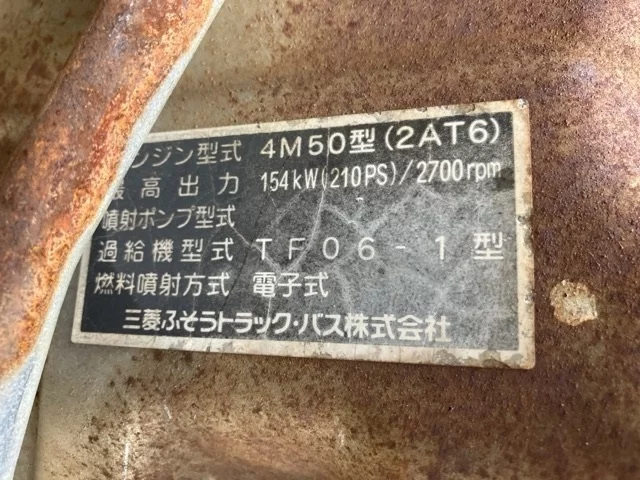 ンジン型式 4M50型(2AT6)
最高出力 154kW(210PS)/2700rpm
噴射ポンプ型式 -
過給機型式 TF06-1型
燃料噴射方式 電子式
三菱ふそうトラック・バス株式会社